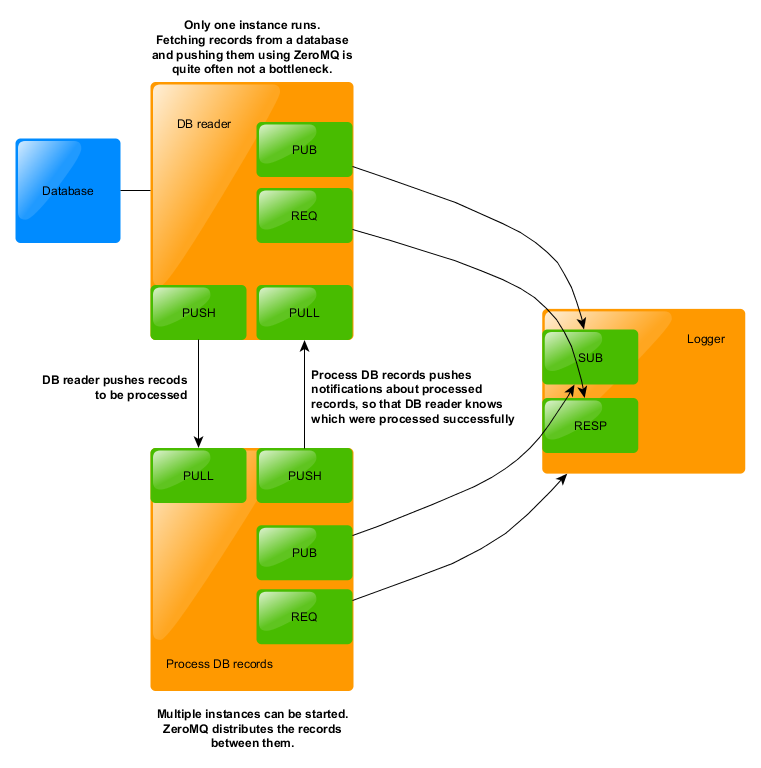 Only one instance runs.
Fetching records from a database
and pushing them using ZeroMQ is
quite often not a bottleneck.
DB reader
PUB
Database
REQ
PUSH
PULL
Logger
SUB
RESP
DB reader pushes recods
to be processed
Process DB records pushes
notifications about processed
records, so that DB reader knows
which were processed successfully
PULL
PUSH
PUB
REQ
Process DB records
Multiple instances can be started.
ZeroMQ distributes the records
between them.